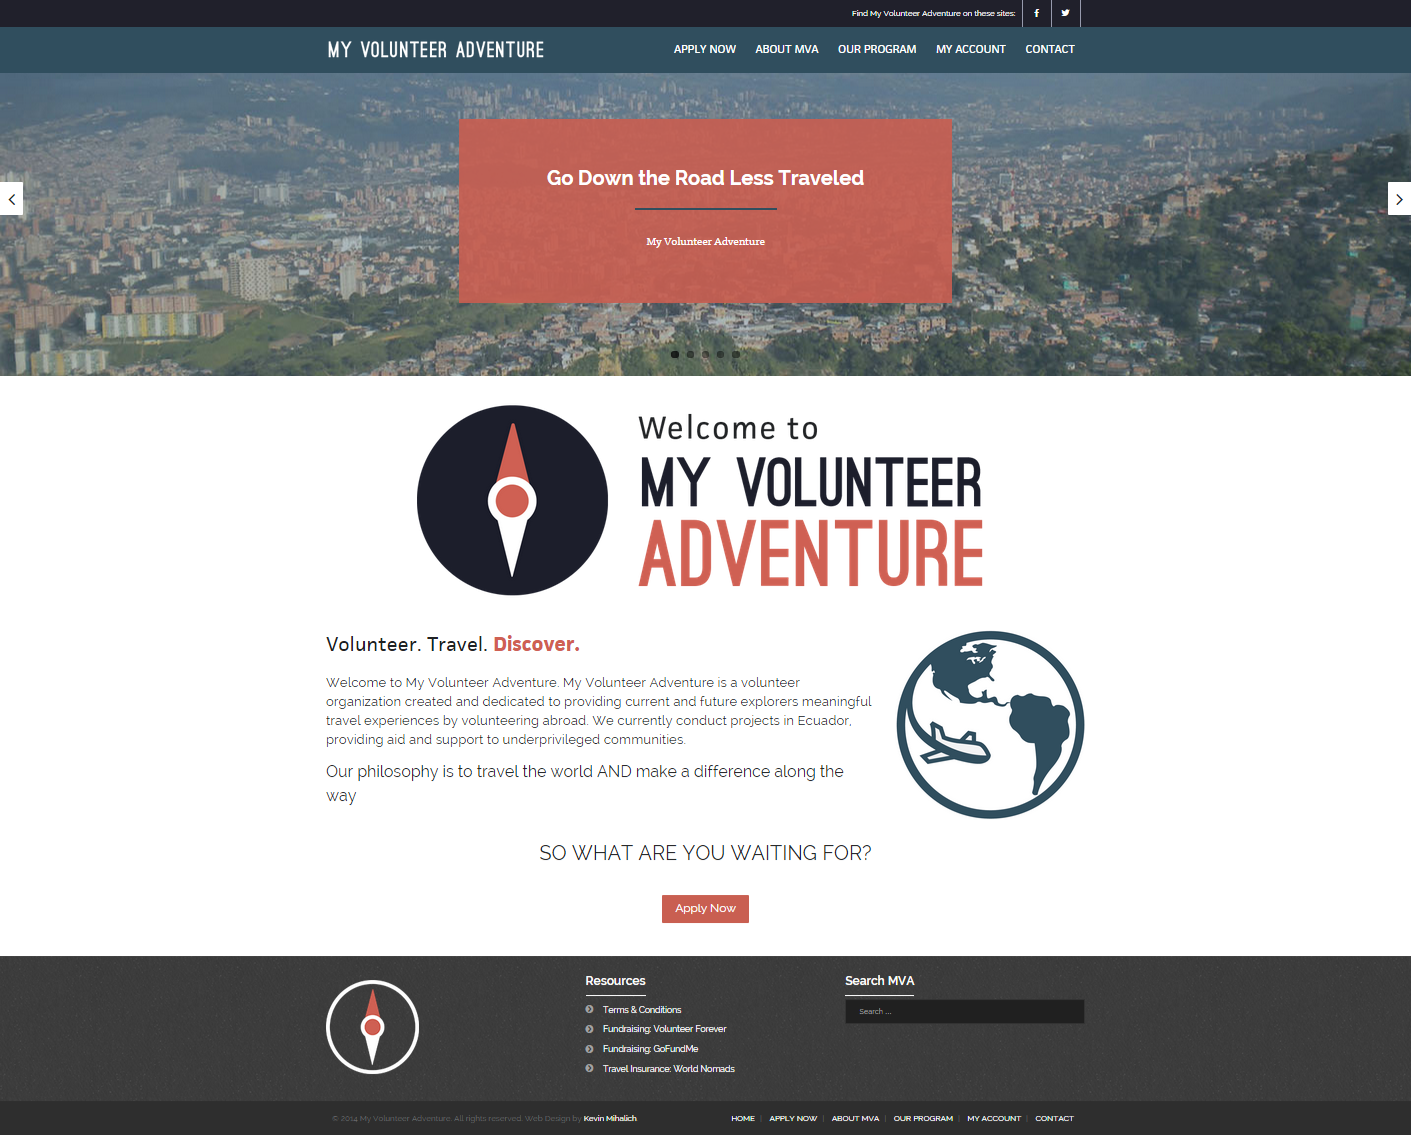 Find My Volunteer Adventure on these sites:
MY VOLUNTEER ADVENTURE
APPLY NOW
ABOUT MVA
OUR PROGRAM
MY ACCOUNT
CONTACT
Go Down the Road Less Traveled
My Volunteer Adventure
Welcome to
MY VOLUNTEER
ADVENTURE
Volunteer. Travel. Discover.
Welcome to My Volunteer Adventure. My Volunteer Adventure is a volunteer
organization created and dedicated to providing current and future explorers meaningful
travel experiences by volunteering abroad. We currently conduct projects in Ecuador,
providing aid and support to underprivileged communities.
Our philosophy is to travel the world AND make a difference along the
way
SO WHAT ARE YOU WAITING FOR?
Apply Now
Resources
Terms & Conditions
Fundraising: Volunteer Forever
Fundraising: GoFundMe
Travel Insurance: World Nomads
Search MVA
Search ...
© 2014 My Volunteer Adventure. All rights reserved. Web Design by Kevin Mihalich
HOME | APPLY NOW | ABOUT MVA | OUR PROGRAM | MY ACCOUNT | CONTACT